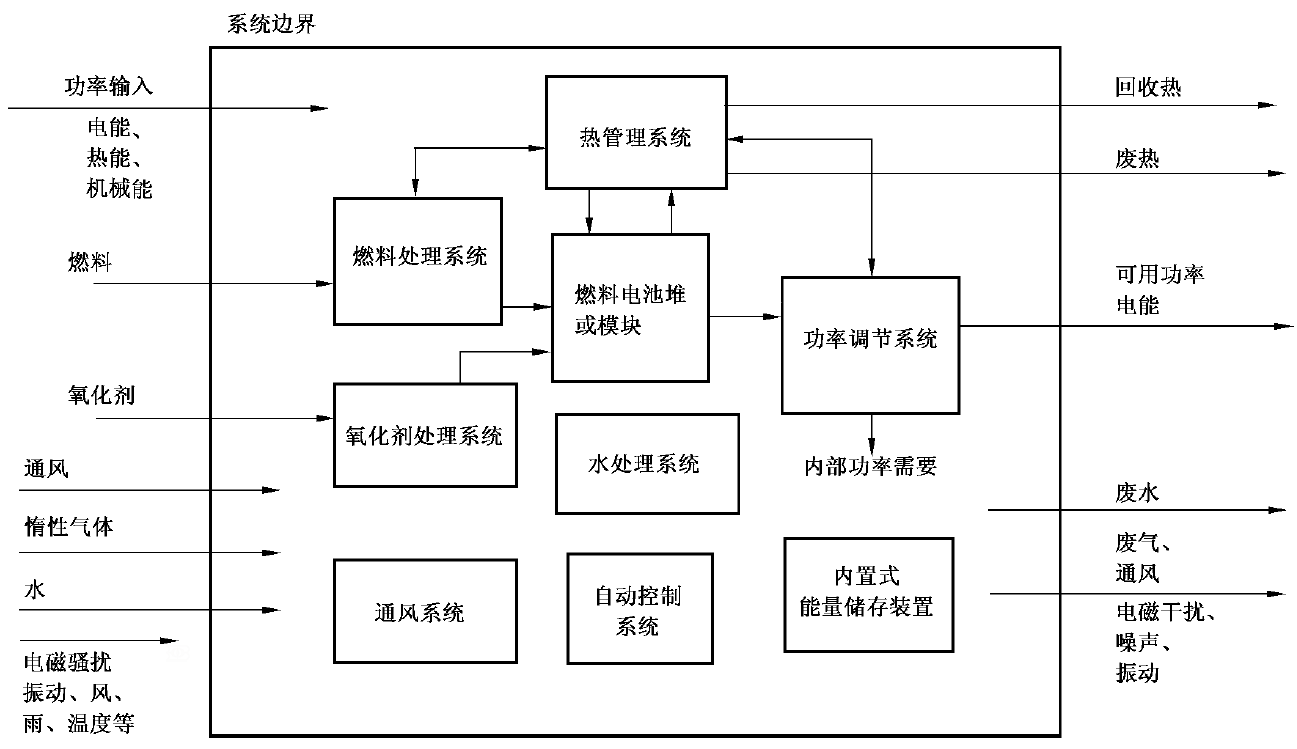 系统边界
功率输入
电能、
热能、
机械能
热管理系统
回收热
废热
燃料
燃料处理系统
燃料电池堆
或模块
功率调节系统
可用功率
电能
氧化剂
氧化剂处理系统
水处理系统
内部功率需要
通风
惰性气体
水
电磁骚扰
振动、风、
雨、温度等
通风系统
自动控制
系统
内置式
能量储存装置
废水
废气、
通风
电磁干扰、
噪声、
振动